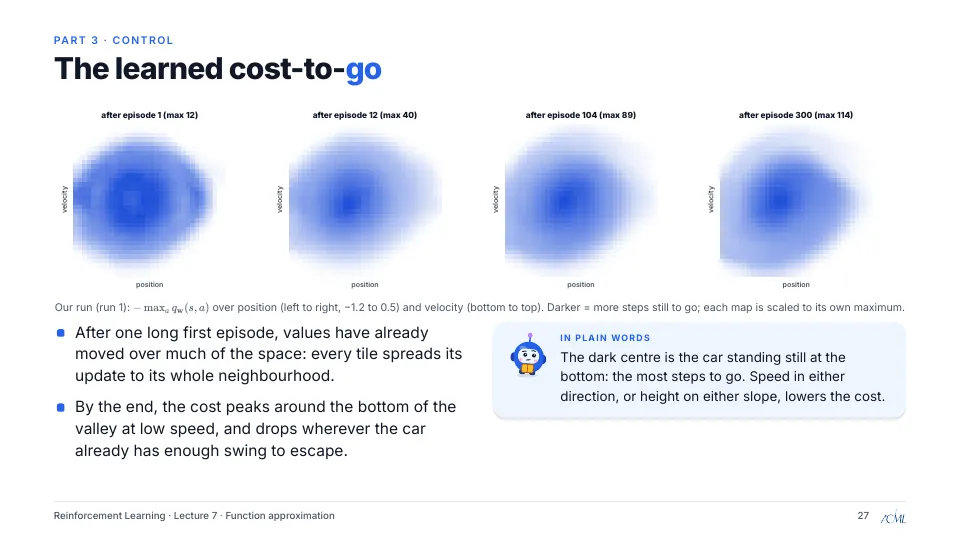 PART 3 · CONTROL
The learned cost-to-go
after episode 1 (max 12)
after episode 12 (max 40)
after episode 104 (max 89)
after episode 300 (max 114)
velocity
velocity
velocity
velocity
position
position
position
position
Our run (run 1): − maxₐ q_w(s, a) over position (left to right, −1.2 to 0.5) and velocity (bottom to top). Darker = more steps still to go; each map is scaled to its own maximum.
After one long first episode, values have already
moved over much of the space: every tile spreads its
update to its whole neighbourhood.
By the end, the cost peaks around the bottom of the
valley at low speed, and drops wherever the car
already has enough swing to escape.
IN PLAIN WORDS
The dark centre is the car standing still at the
bottom: the most steps to go. Speed in either
direction, or height on either slope, lowers the cost.
Reinforcement Learning · Lecture 7 · Function approximation
27
ACML